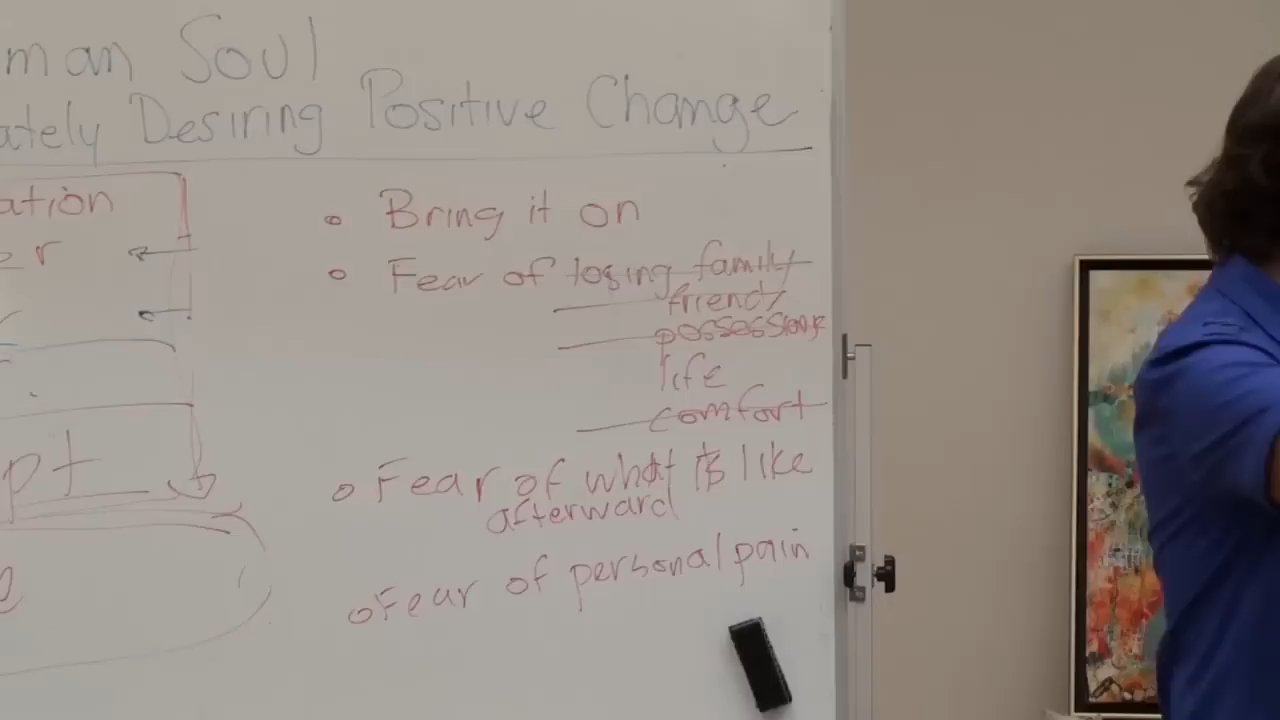 man Soul
ately Desiring Positive Change
ation
r
• Bring it on
• Fear of losing family
friends
possessions
life
comfort
pt
• Fear of what it's like
afterward
e
• Fear of personal pain